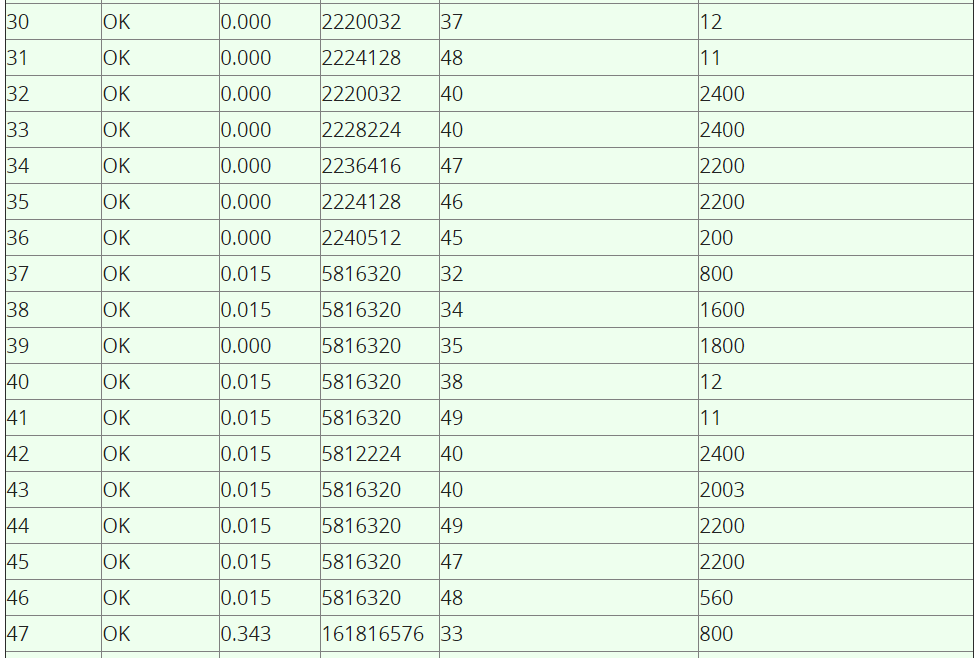 30 OK 0.000 2220032 37 12
31 OK 0.000 2224128 48 11
32 OK 0.000 2220032 40 2400
33 OK 0.000 2228224 40 2400
34 OK 0.000 2236416 47 2200
35 OK 0.000 2224128 46 2200
36 OK 0.000 2240512 45 200
37 OK 0.015 5816320 32 800
38 OK 0.015 5816320 34 1600
39 OK 0.000 5816320 35 1800
40 OK 0.015 5816320 38 12
41 OK 0.015 5816320 49 11
42 OK 0.015 5812224 40 2400
43 OK 0.015 5816320 40 2003
44 OK 0.015 5816320 49 2200
45 OK 0.015 5816320 47 2200
46 OK 0.015 5816320 48 560
47 OK 0.343 161816576 33 800